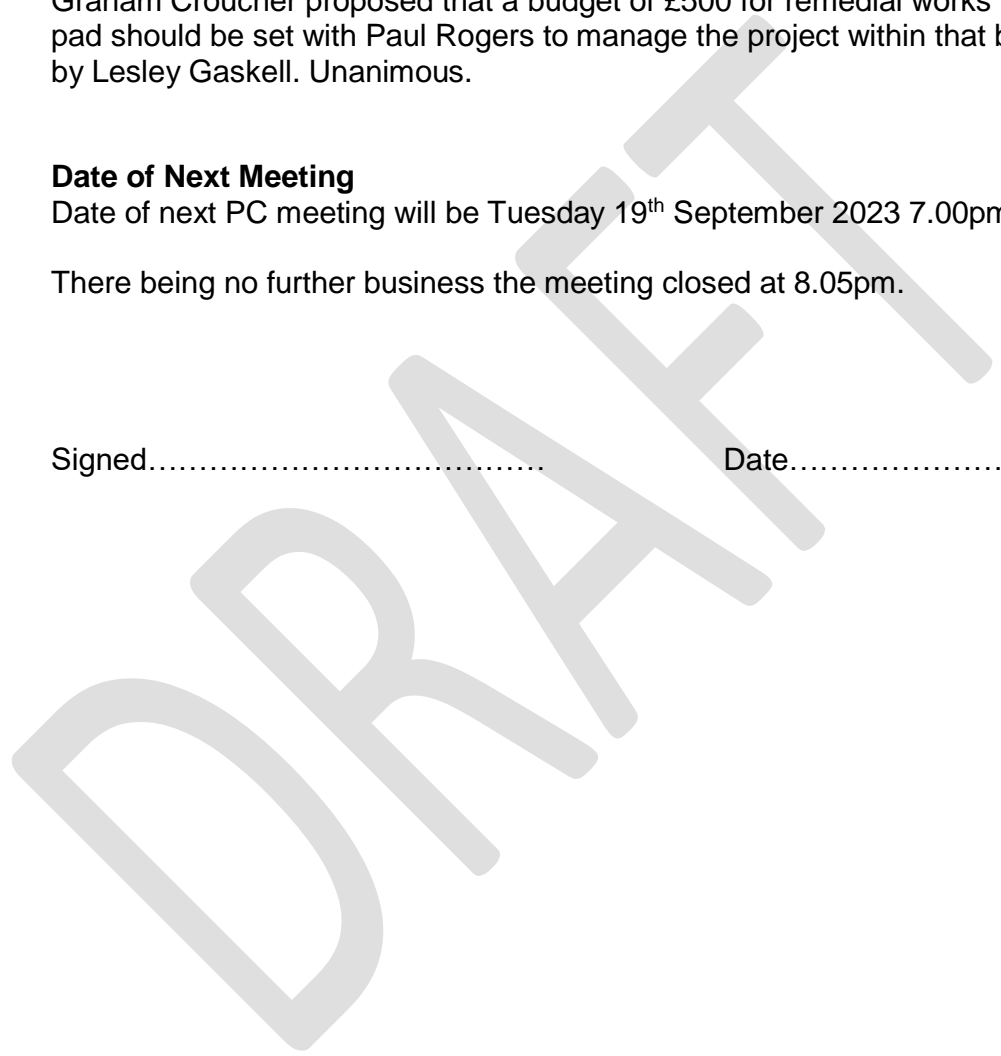 Graham Croucher proposed that a budget of £500 for remedial works
pad should be set with Paul Rogers to manage the project within that
by Lesley Gaskell. Unanimous.
Date of Next Meeting
Date of next PC meeting will be Tuesday 19th September 2023 7.00pm
There being no further business the meeting closed at 8.05pm.
Signed…………………………………
Date…………………
DRAFT